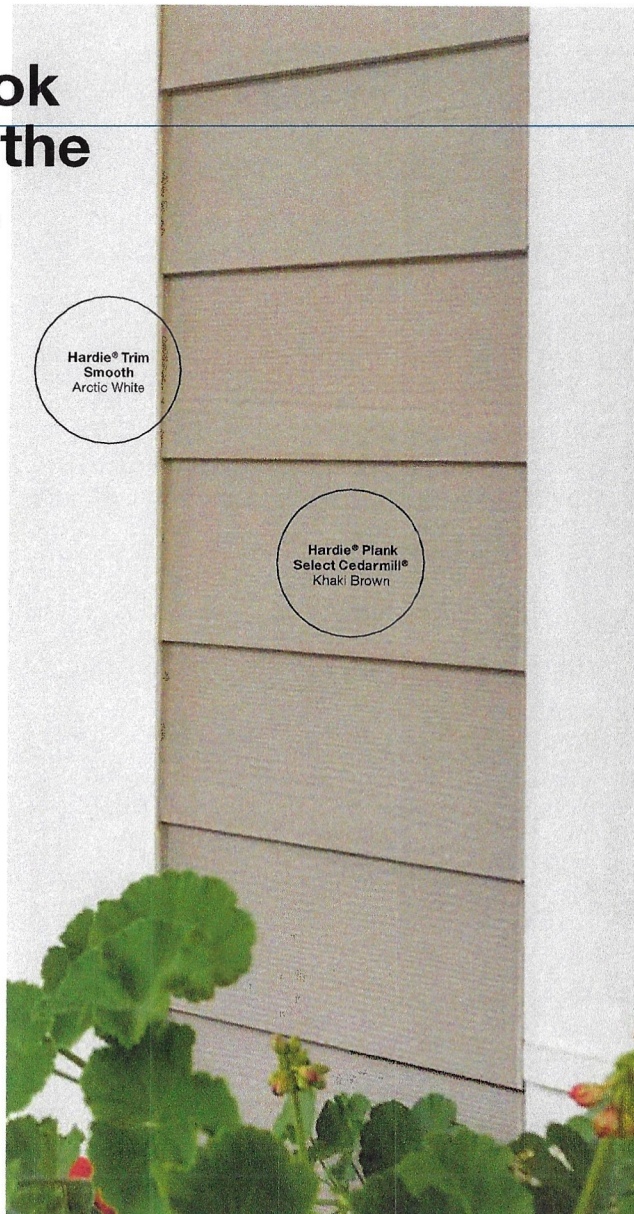 ok
the
Hardie® Trim
Smooth
Arctic White
Hardie® Plank
Select Cedarmill®
Khaki Brown